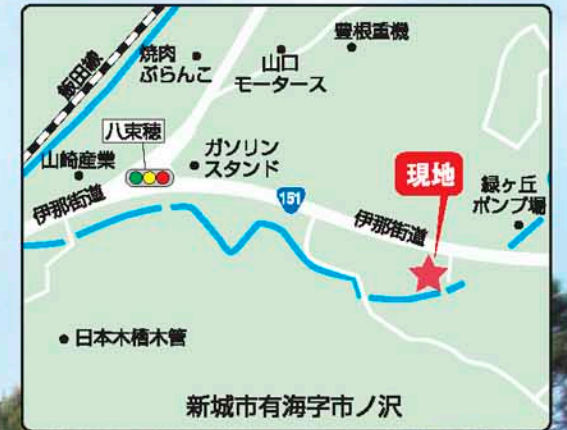 豊根重機
焼肉
ぶらんこ
山口
モータース
飯田線
八束穂
ガソリン
スタンド
山崎産業
現地
緑ヶ丘
ポンプ場
151
伊那街道
伊那街道
日本木槽木管
新城市有海字市ノ沢